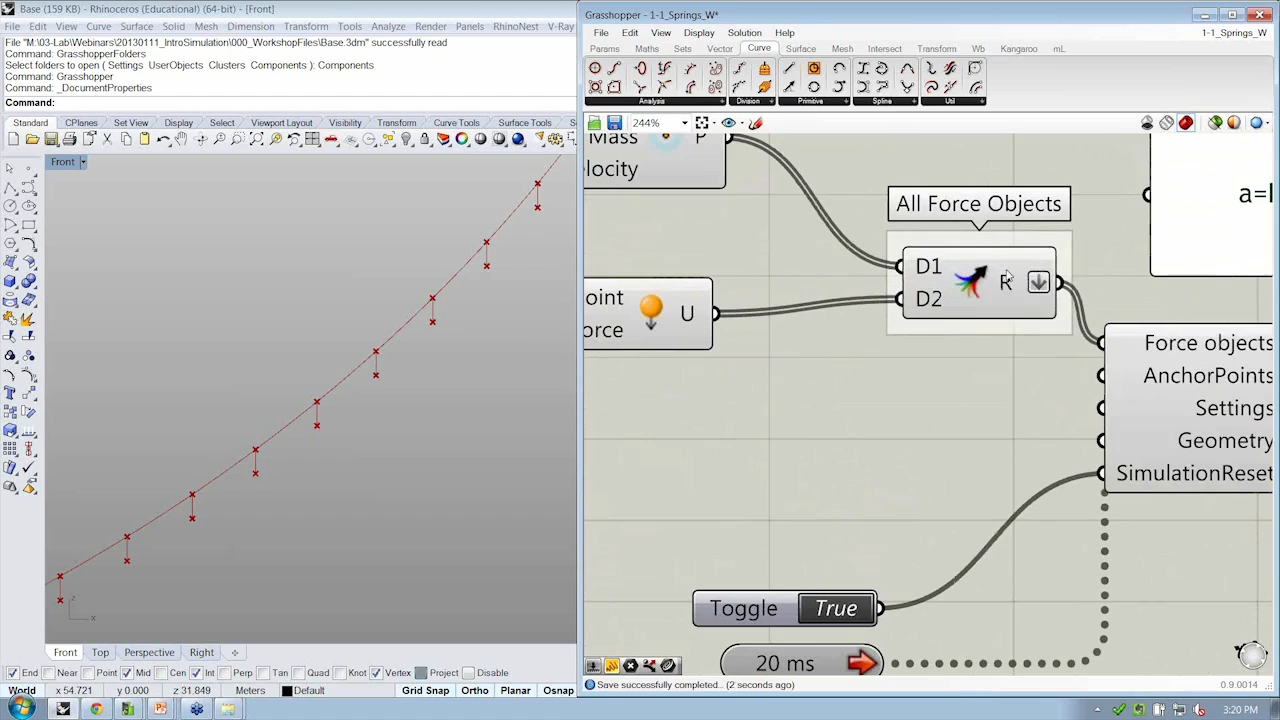 Base (159 KB) - Rhinoceros (Educational) (64-bit) - [Front]
File Edit View Curve Surface Solid Mesh Dimension Transform Tools Analyze Render Panels RhinoNest V-Ray
File "M:\03-Lab\Webinars\20130111_IntroSimulation\000_WorkshopFiles\Base.3dm" successfully read
Command: GrasshopperFolders
Select folders to open ( Settings UserObjects Clusters Components ): Components
Command: Grasshopper
Command: _DocumentProperties
Command:
Standard CPlanes Set View Display Select Viewport Layout Visibility Transform Curve Tools Surface Tools
Front
z
x
Front Top Perspective Right
End Near Point Mid Cen Int Perp Tan Quad Knot Vertex Project Disable
World x 54.721 y 0.000 z 31.849 Meters Default Grid Snap Ortho Planar Osnap
Grasshopper - 1-1_Springs_W*
File Edit View Display Solution Help
1-1_Springs_W
Params Maths Sets Vector Curve Surface Mesh Intersect Transform Wb Kangaroo mL
Analysis Division Primitive Spline Util
244%
Mass P
elocity
All Force Objects
a=
D1
R
D2
oint
U
orce
Force objects
AnchorPoints
Settings
Geometry
SimulationReset
Toggle True
20 ms
Save successfully completed... (2 seconds ago)
0.9.0014
3:20 PM